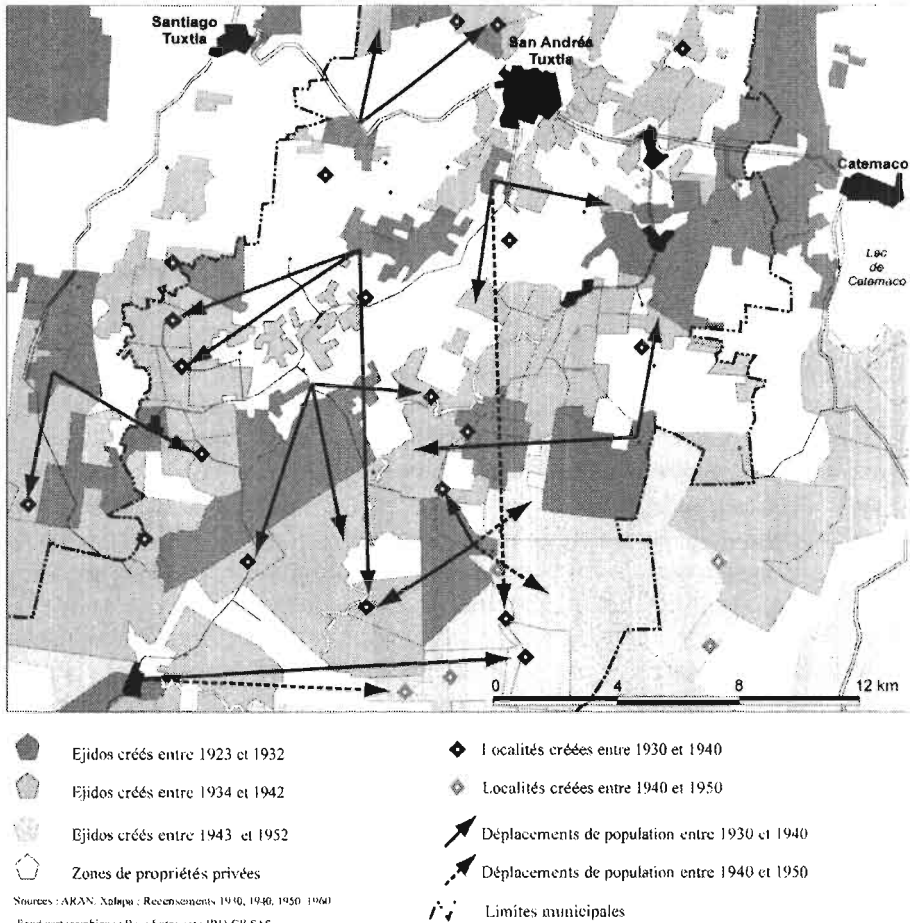 Santiago
Tuxtla
San Andrés
Tuxtla
Catemaco
Lac
de
Catemaco
0 4 8 12 km
Ejidos créés entre 1923 et 1932
Ejidos créés entre 1934 et 1942
Ejidos créés entre 1943 et 1952
Zones de propriétés privées
Localités créées entre 1930 et 1940
Localités créées entre 1940 et 1950
Déplacements de population entre 1930 et 1940
Déplacements de population entre 1940 et 1950
Limites municipales
Sources : ARAN, Xalapa ; Recensements 1930, 1940, 1950 1960